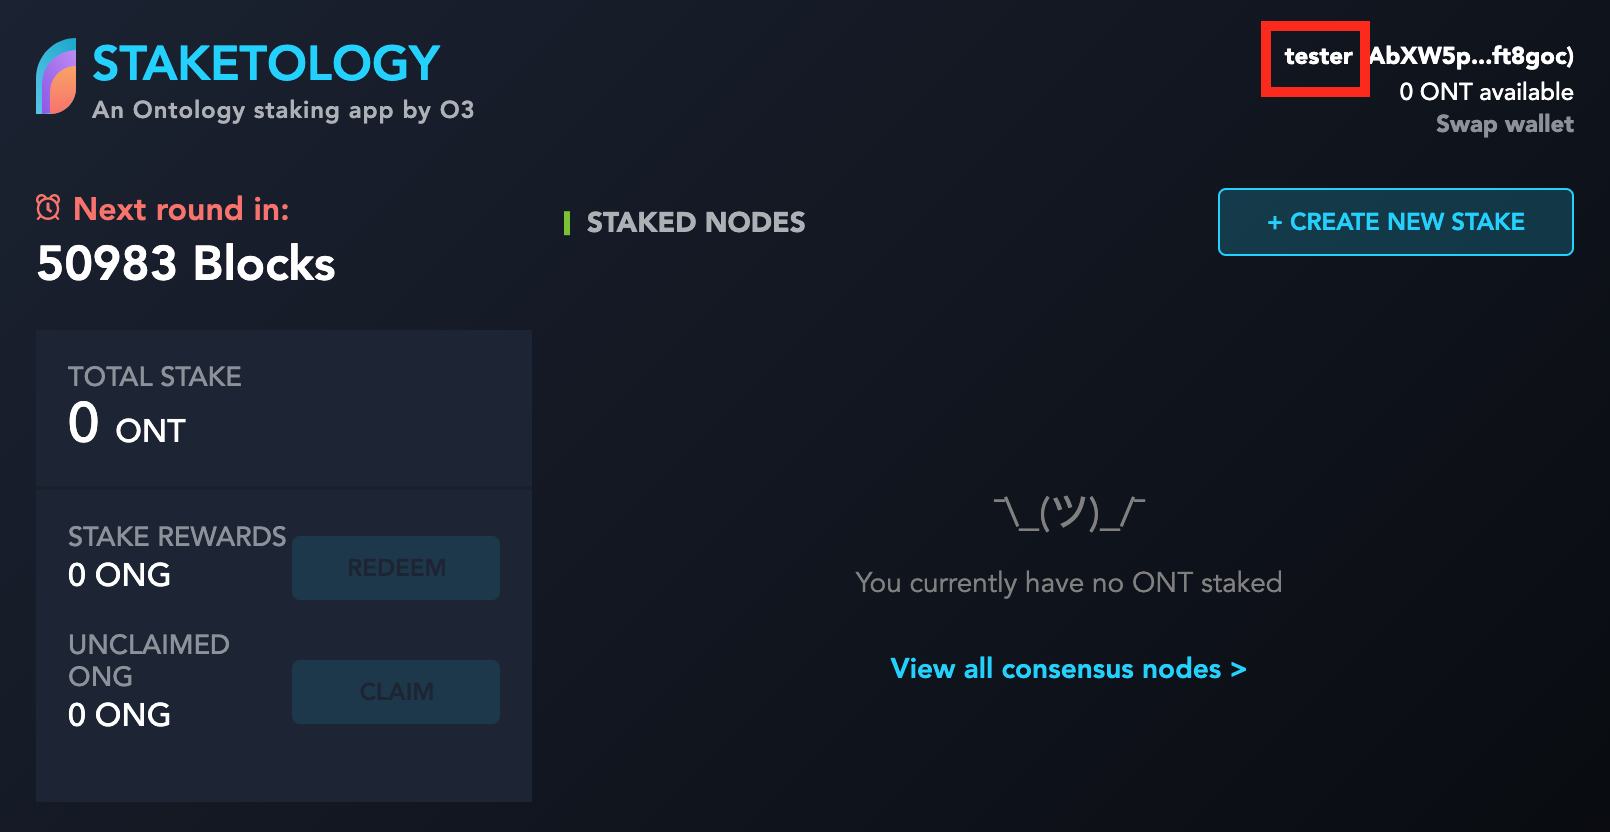 STAKETOLOGY
An Ontology staking app by O3
tester AbXW5p...ft8goc)
0 ONT available
Swap wallet
Next round in:
50983 Blocks
STAKED NODES
+ CREATE NEW STAKE
TOTAL STAKE
0 ONT
STAKE REWARDS
0 ONG
REDEEM
UNCLAIMED
ONG
0 ONG
CLAIM
¯\_(ツ)_/¯
You currently have no ONT staked
View all consensus nodes >